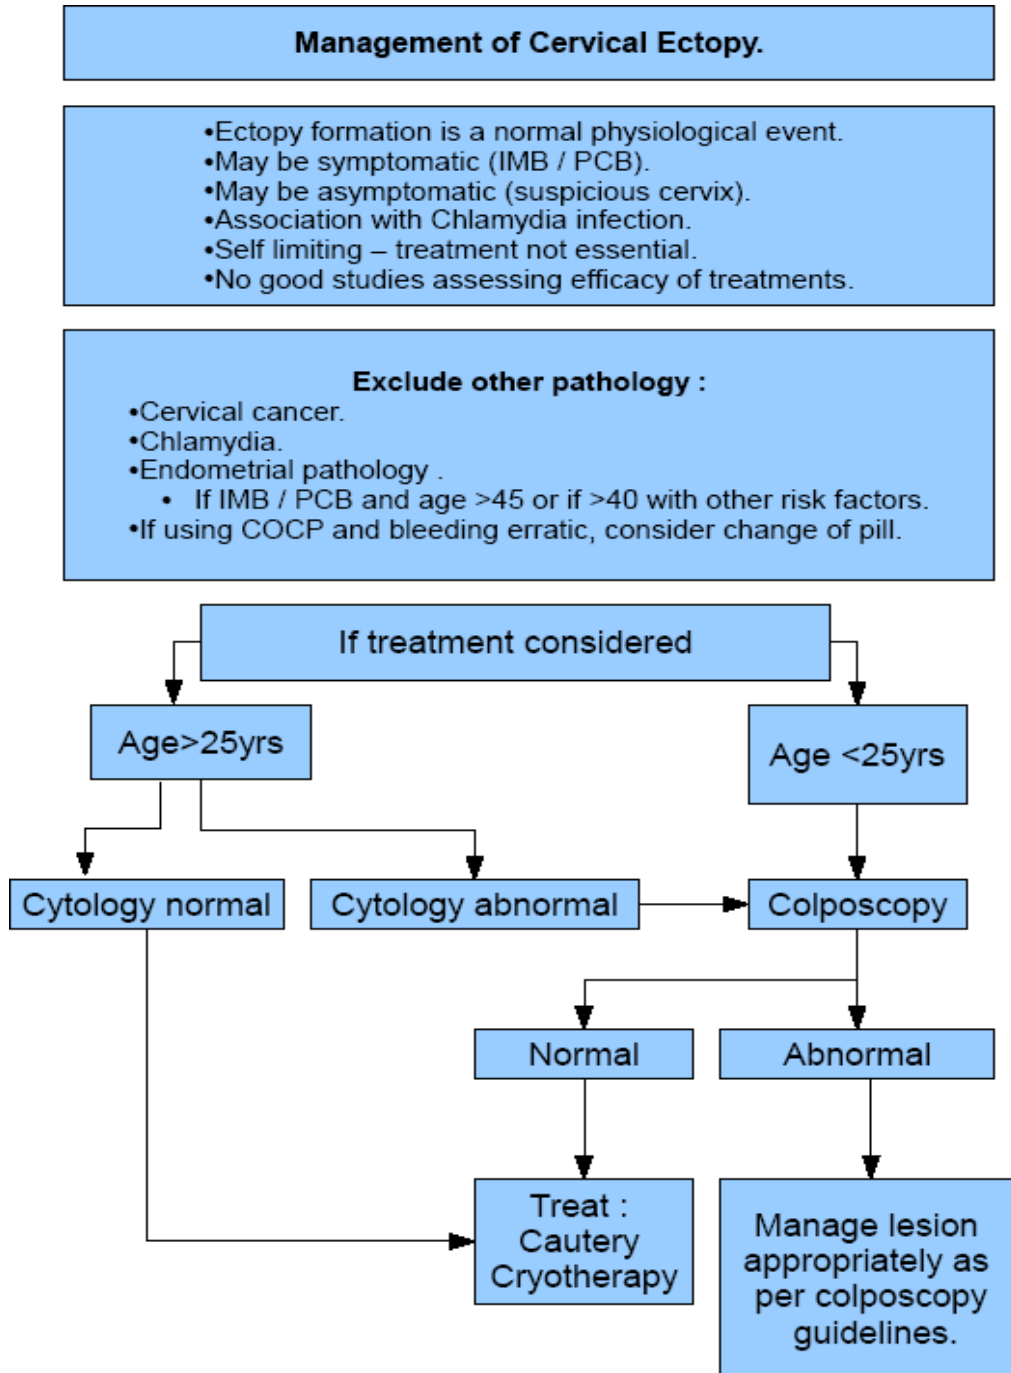 Management of Cervical Ectopy.
•Ectopy formation is a normal physiological event.
•May be symptomatic (IMB / PCB).
•May be asymptomatic (suspicious cervix).
•Association with Chlamydia infection.
•Self limiting – treatment not essential.
•No good studies assessing efficacy of treatments.
Exclude other pathology :
•Cervical cancer.
•Chlamydia.
•Endometrial pathology .
• If IMB / PCB and age >45 or if >40 with other risk factors.
•If using COCP and bleeding erratic, consider change of pill.
If treatment considered
Age>25yrs
Age <25yrs
Cytology normal
Cytology abnormal
Colposcopy
Normal
Abnormal
Treat :
Cautery
Cryotherapy
Manage lesion
appropriately as
per colposcopy
guidelines.